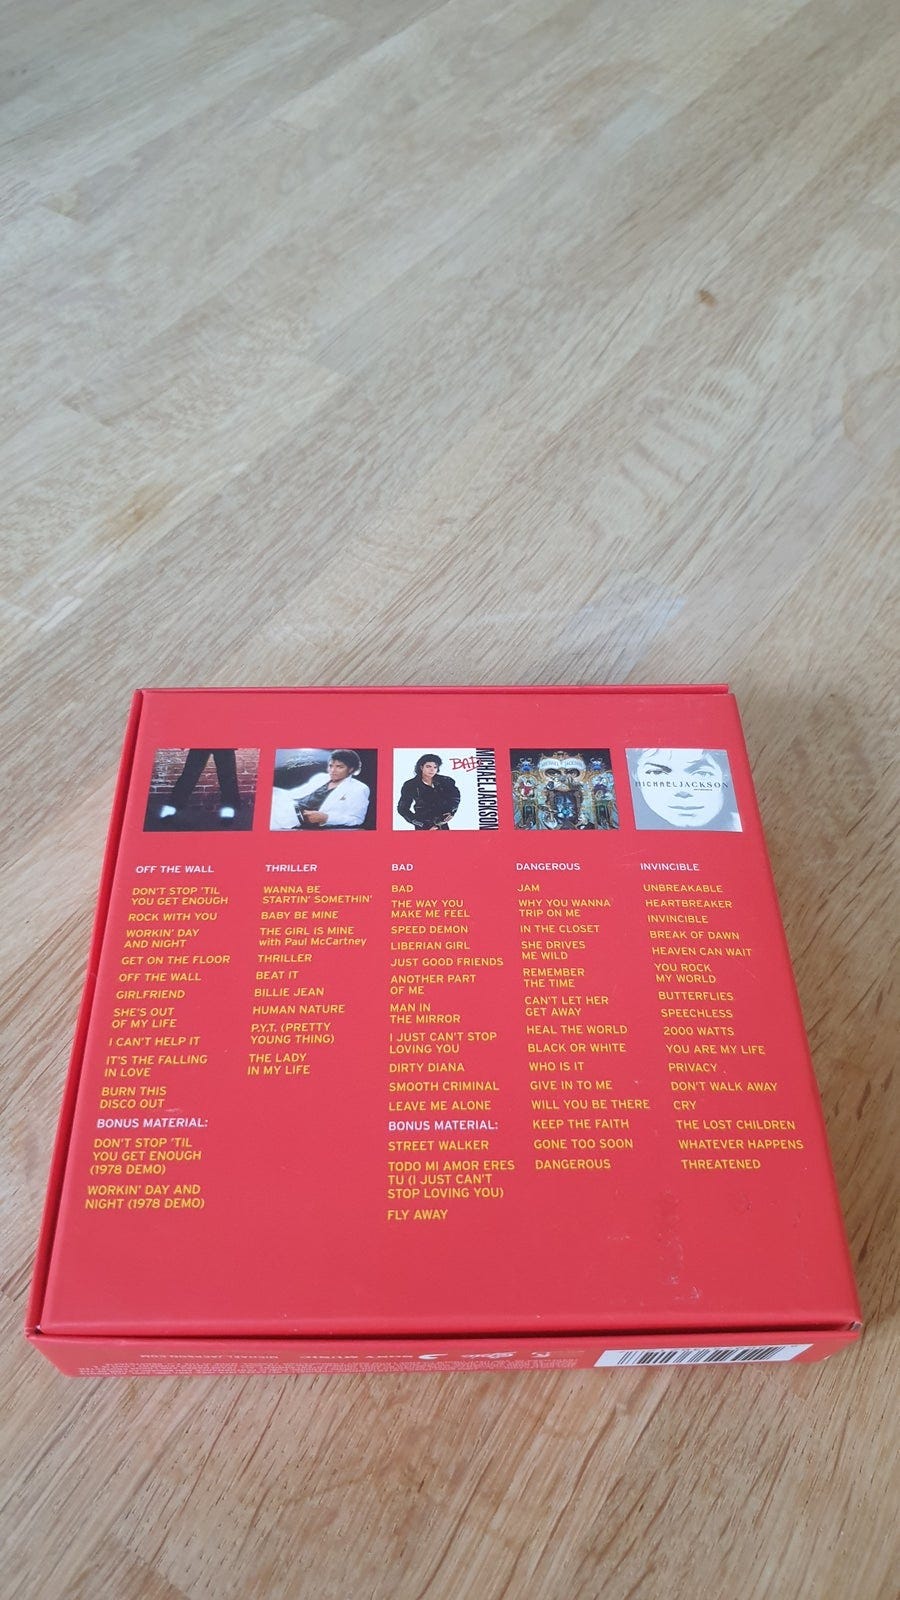 BAD
MICHAEL JACKSON
MICHAEL JACKSON
OFF THE WALL
DON'T STOP 'TIL
YOU GET ENOUGH
ROCK WITH YOU
WORKIN' DAY
AND NIGHT
GET ON THE FLOOR
OFF THE WALL
GIRLFRIEND
SHE'S OUT
OF MY LIFE
I CAN'T HELP IT
IT'S THE FALLING
IN LOVE
BURN THIS
DISCO OUT
BONUS MATERIAL:
DON'T STOP 'TIL
YOU GET ENOUGH
(1978 DEMO)
WORKIN' DAY AND
NIGHT (1978 DEMO)
THRILLER
WANNA BE
STARTIN' SOMETHIN'
BABY BE MINE
THE GIRL IS MINE
with Paul McCartney
THRILLER
BEAT IT
BILLIE JEAN
HUMAN NATURE
P.Y.T. (PRETTY
YOUNG THING)
THE LADY
IN MY LIFE
BAD
BAD
THE WAY YOU
MAKE ME FEEL
SPEED DEMON
LIBERIAN GIRL
JUST GOOD FRIENDS
ANOTHER PART
OF ME
MAN IN
THE MIRROR
I JUST CAN'T STOP
LOVING YOU
DIRTY DIANA
SMOOTH CRIMINAL
LEAVE ME ALONE
BONUS MATERIAL:
STREET WALKER
TODO MI AMOR ERES
TU (I JUST CAN'T
STOP LOVING YOU)
FLY AWAY
DANGEROUS
JAM
WHY YOU WANNA
TRIP ON ME
IN THE CLOSET
SHE DRIVES
ME WILD
REMEMBER
THE TIME
CAN'T LET HER
GET AWAY
HEAL THE WORLD
BLACK OR WHITE
WHO IS IT
GIVE IN TO ME
WILL YOU BE THERE
KEEP THE FAITH
GONE TOO SOON
DANGEROUS
INVINCIBLE
UNBREAKABLE
HEARTBREAKER
INVINCIBLE
BREAK OF DAWN
HEAVEN CAN WAIT
YOU ROCK
MY WORLD
BUTTERFLIES
SPEECHLESS
2000 WATTS
YOU ARE MY LIFE
PRIVACY
DON'T WALK AWAY
CRY
THE LOST CHILDREN
WHATEVER HAPPENS
THREATENED
SONY MUSIC
MICHAELJACKSON.COM